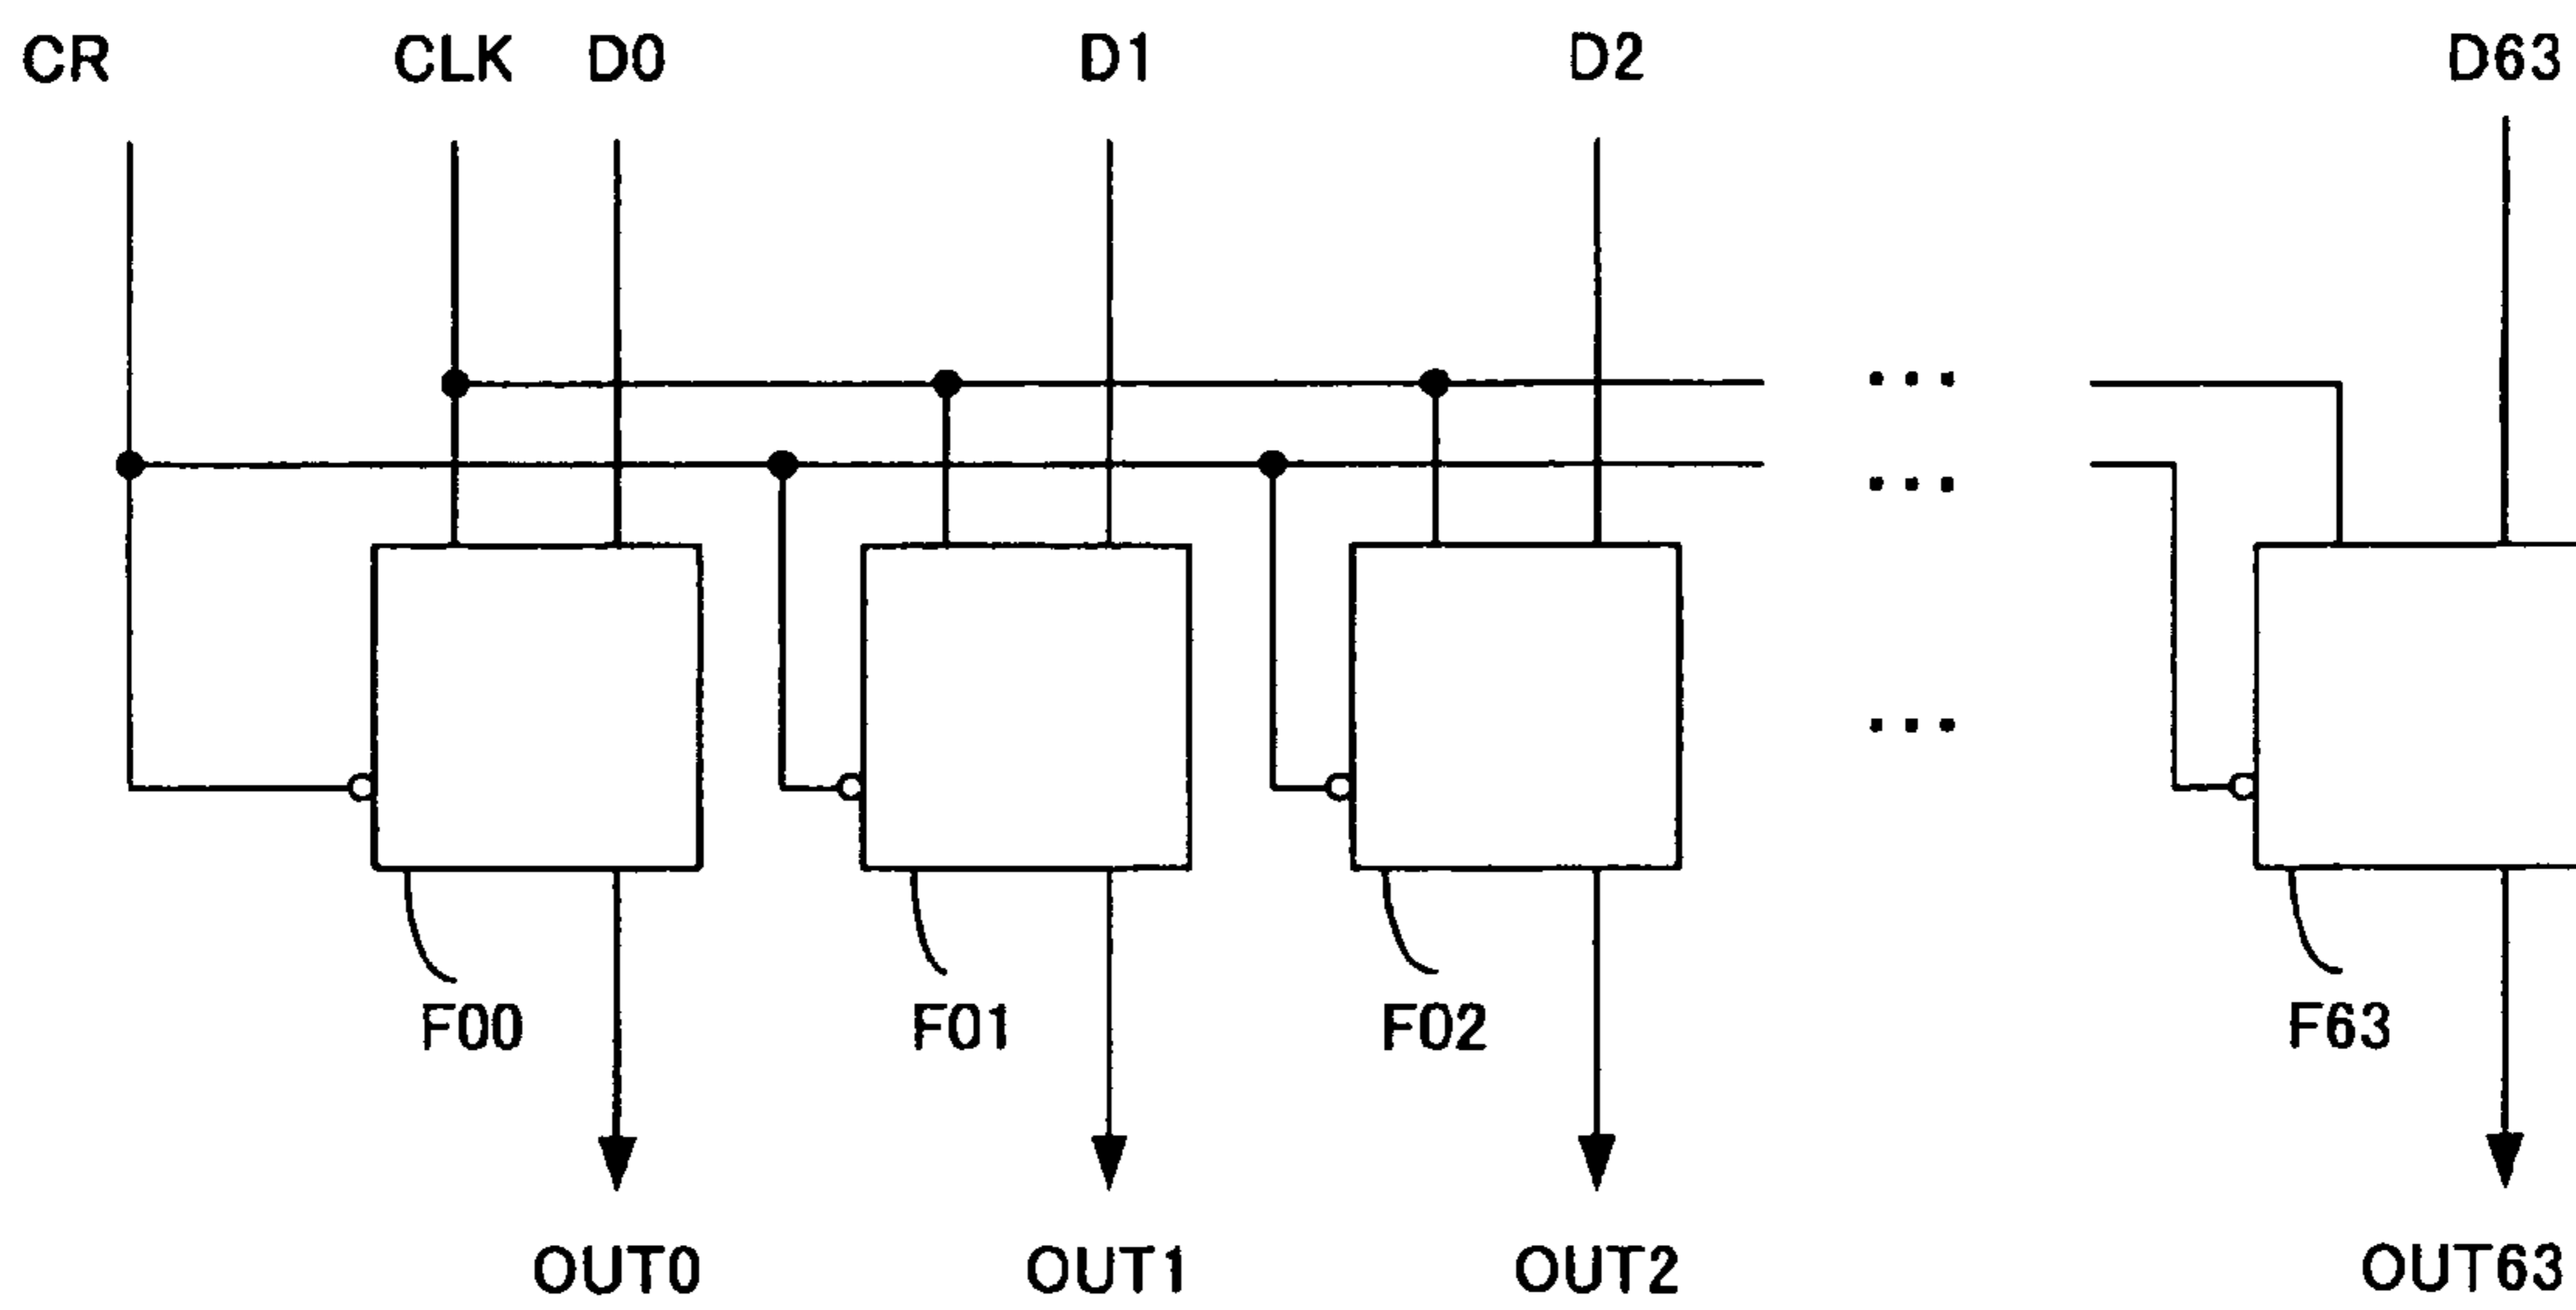 CR CLK D0 D1 D2 D63
... 
...
...
F00 F01 F02 F63
OUT0 OUT1 OUT2 OUT63